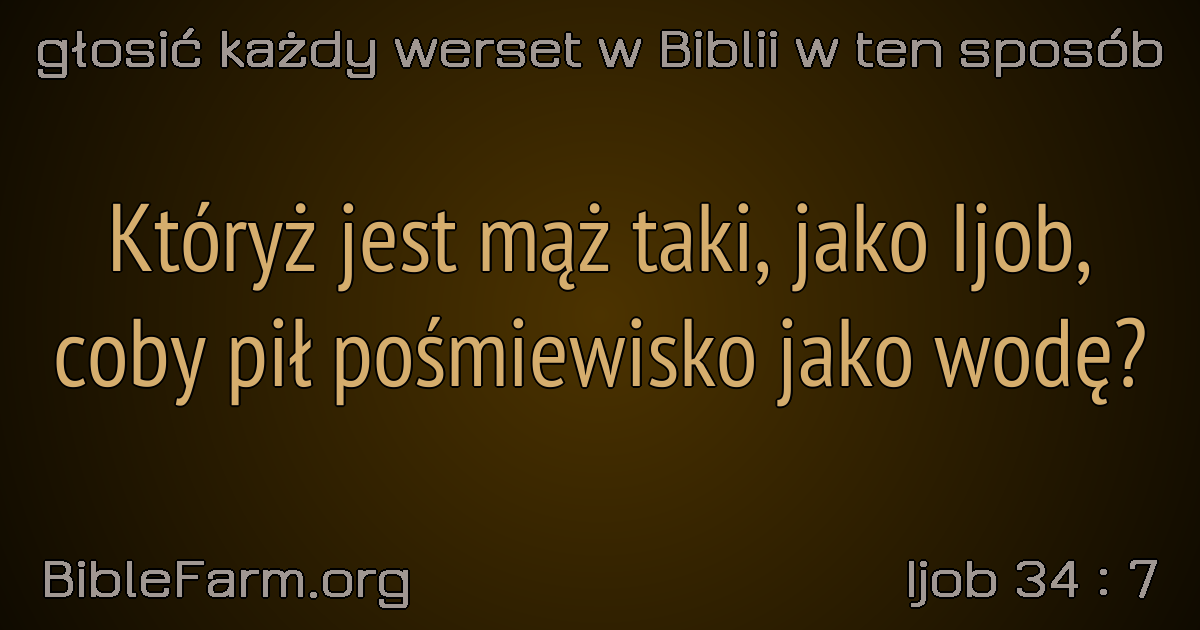 głosić każdy werset w Biblii w ten sposób
Któryż jest mąż taki, jako Ijob,
coby pił pośmiewisko jako wodę?
BibleFarm.org
Ijob 34 : 7